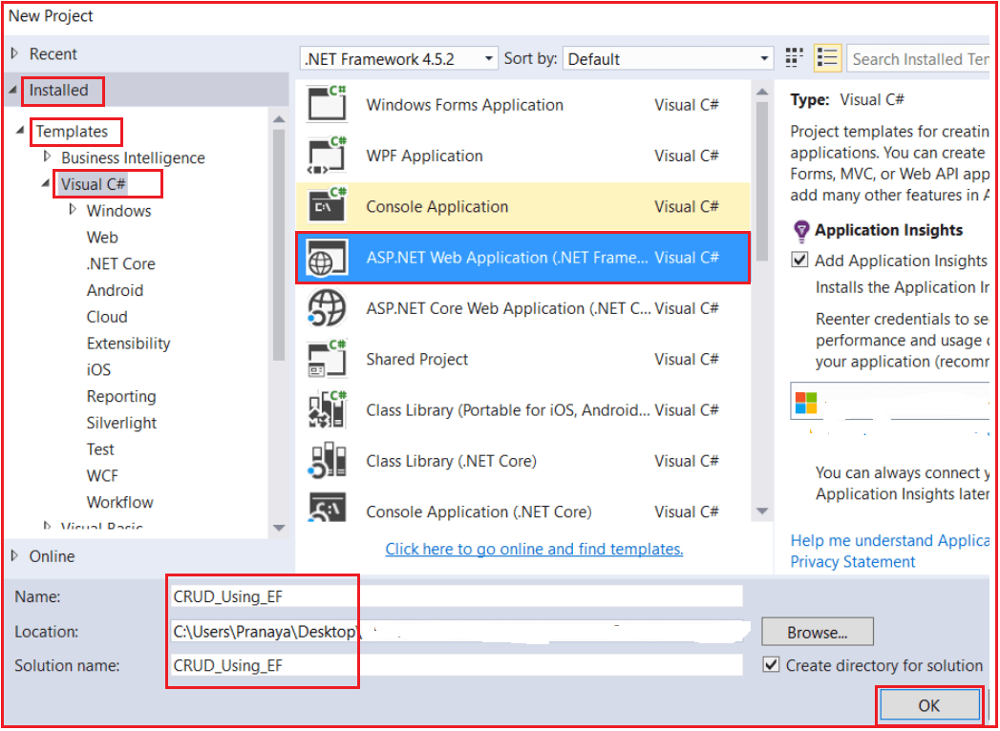 New Project
Recent
Installed
Templates
Business Intelligence
Visual C#
Windows
Web
.NET Core
Android
Cloud
Extensibility
iOS
Reporting
Silverlight
Test
WCF
Workflow
Visual Basic
Online
.NET Framework 4.5.2 Sort by: Default
Windows Forms Application Visual C#
WPF Application Visual C#
Console Application Visual C#
ASP.NET Web Application (.NET Frame... Visual C#
ASP.NET Core Web Application (.NET C... Visual C#
Shared Project Visual C#
Class Library (Portable for iOS, Android... Visual C#
Class Library (.NET Core) Visual C#
Console Application (.NET Core) Visual C#
Click here to go online and find templates.
Search Installed Ten
Type: Visual C#
Project templates for creatin
applications. You can create
Forms, MVC, or Web API app
add many other features in A
Application Insights
Add Application Insights
Installs the Application In
Reenter credentials to se
performance and usage
your application (recomm
You can always connect y
Application Insights later
Help me understand Applica
Privacy Statement
Name: CRUD_Using_EF
Location: C:\Users\Pranaya\Desktop\
Browse...
Solution name: CRUD_Using_EF
Create directory for solution
OK